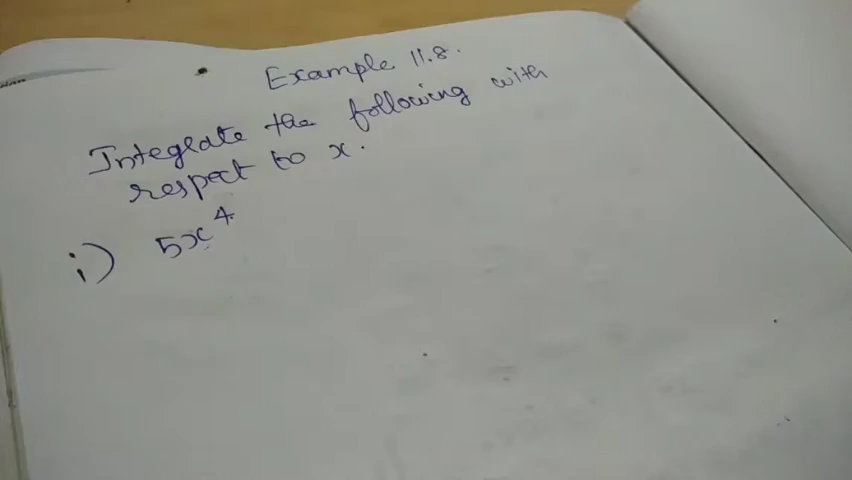 Example 11.8.
Integrate the following with
respect to x.
i) 5x⁴